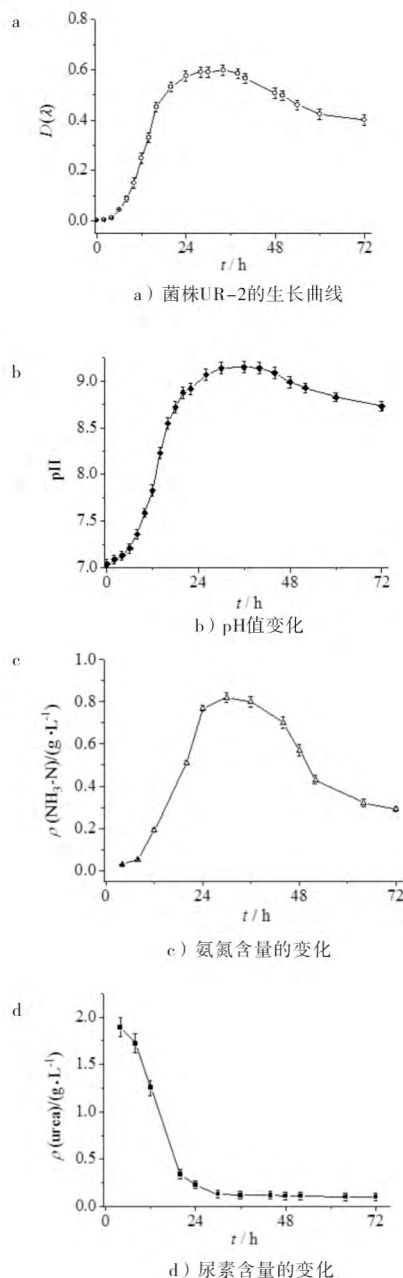 a
0.8
0.6
0.4
0.2
0.0
D(λ)
0 24 48 72
t / h
a）菌株UR-2的生长曲线
b
9.0
8.5
8.0
7.5
7.0
pH
0 24 48 72
t / h
b）pH值变化
c
1.0
0.8
0.6
0.4
0.2
0.0
ρ (NH₃-N)/(g·L⁻¹)
0 24 48 72
t / h
c）氨氮含量的变化
d
2.0
1.5
1.0
0.5
0.0
ρ (urea)/(g·L⁻¹)
0 24 48 72
t / h
d）尿素含量的变化